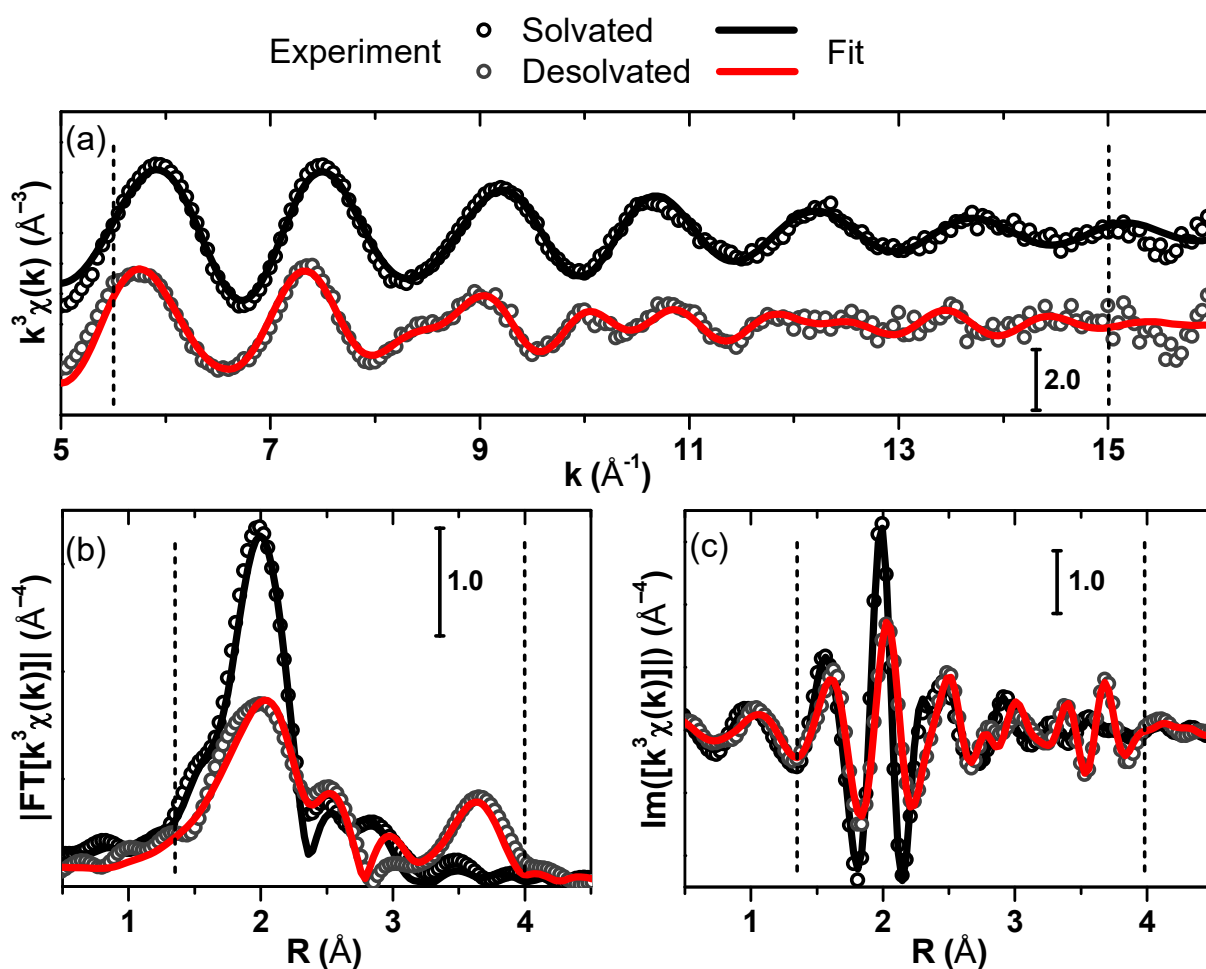 Experiment Solvated Fit
Desolvated
(a)
k³χ(k) (Å⁻³)
2.0
5 7 9 11 13 15
k (Å⁻¹)
(b)
|FT[k³χ(k)]| (Å⁻⁴)
1.0
1 2 3 4
R (Å)
(c)
Im([k³χ(k)]|) (Å⁻⁴)
1.0
1 2 3 4
R (Å)